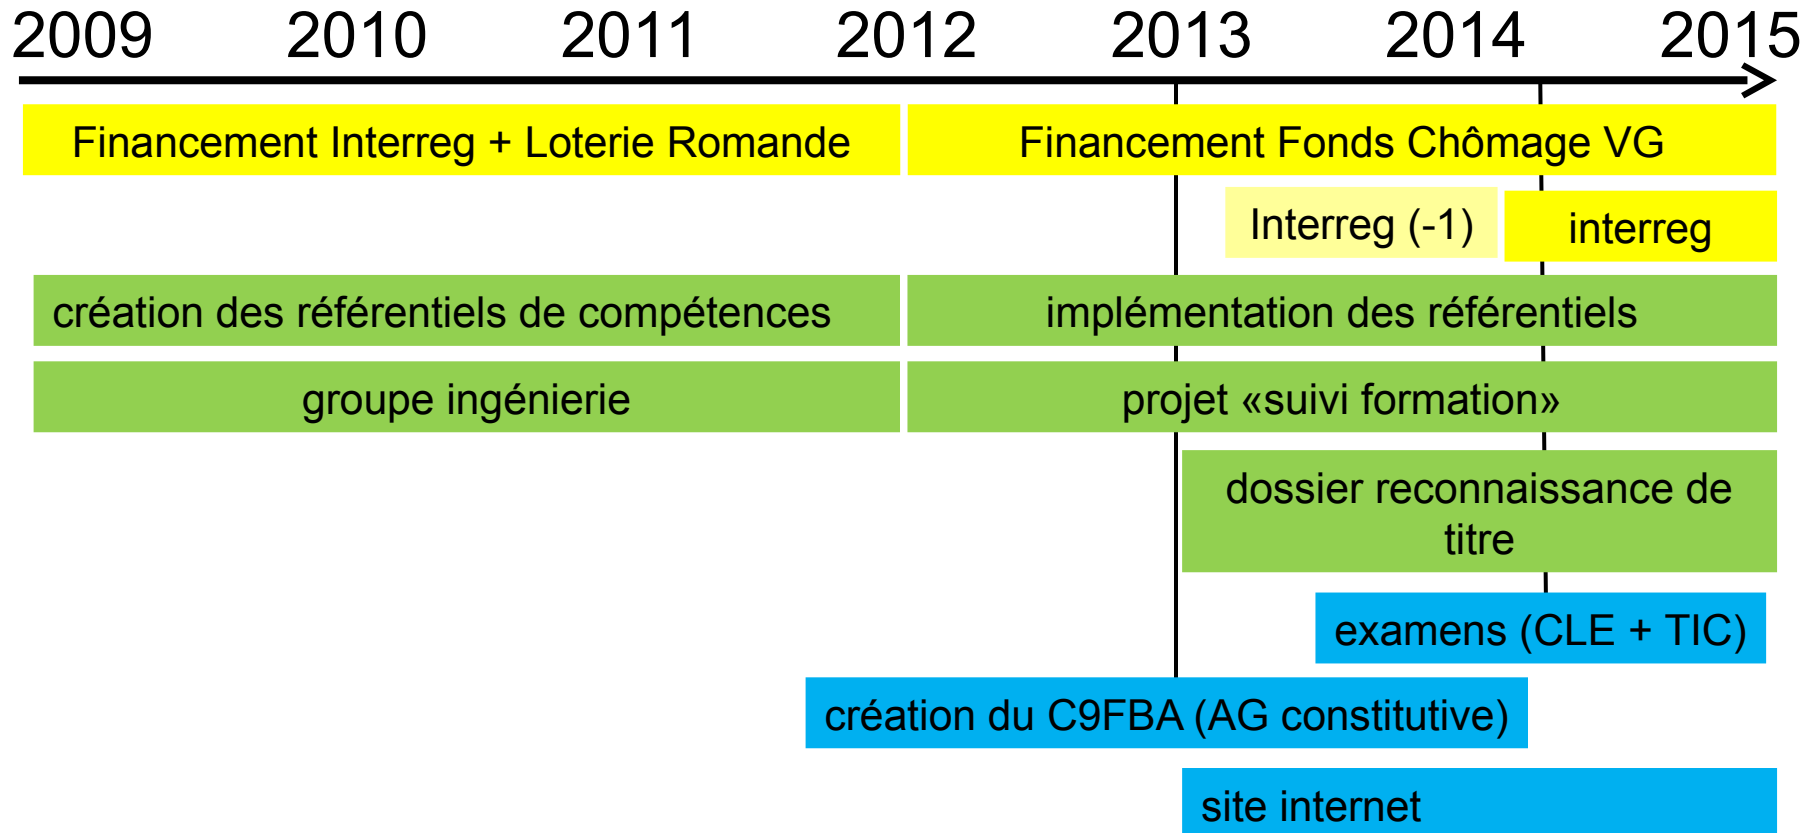 2009 2010 2011 2012 2013 2014 2015
Financement Interreg + Loterie Romande
Financement Fonds Chômage VG
Interreg (-1)
interreg
création des référentiels de compétences
implémentation des référentiels
groupe ingénierie
projet «suivi formation»
dossier reconnaissance de
titre
examens (CLE + TIC)
création du C9FBA (AG constitutive)
site internet